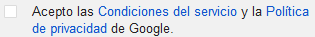 Acepto las Condiciones del servicio y la Política
de privacidad de Google.